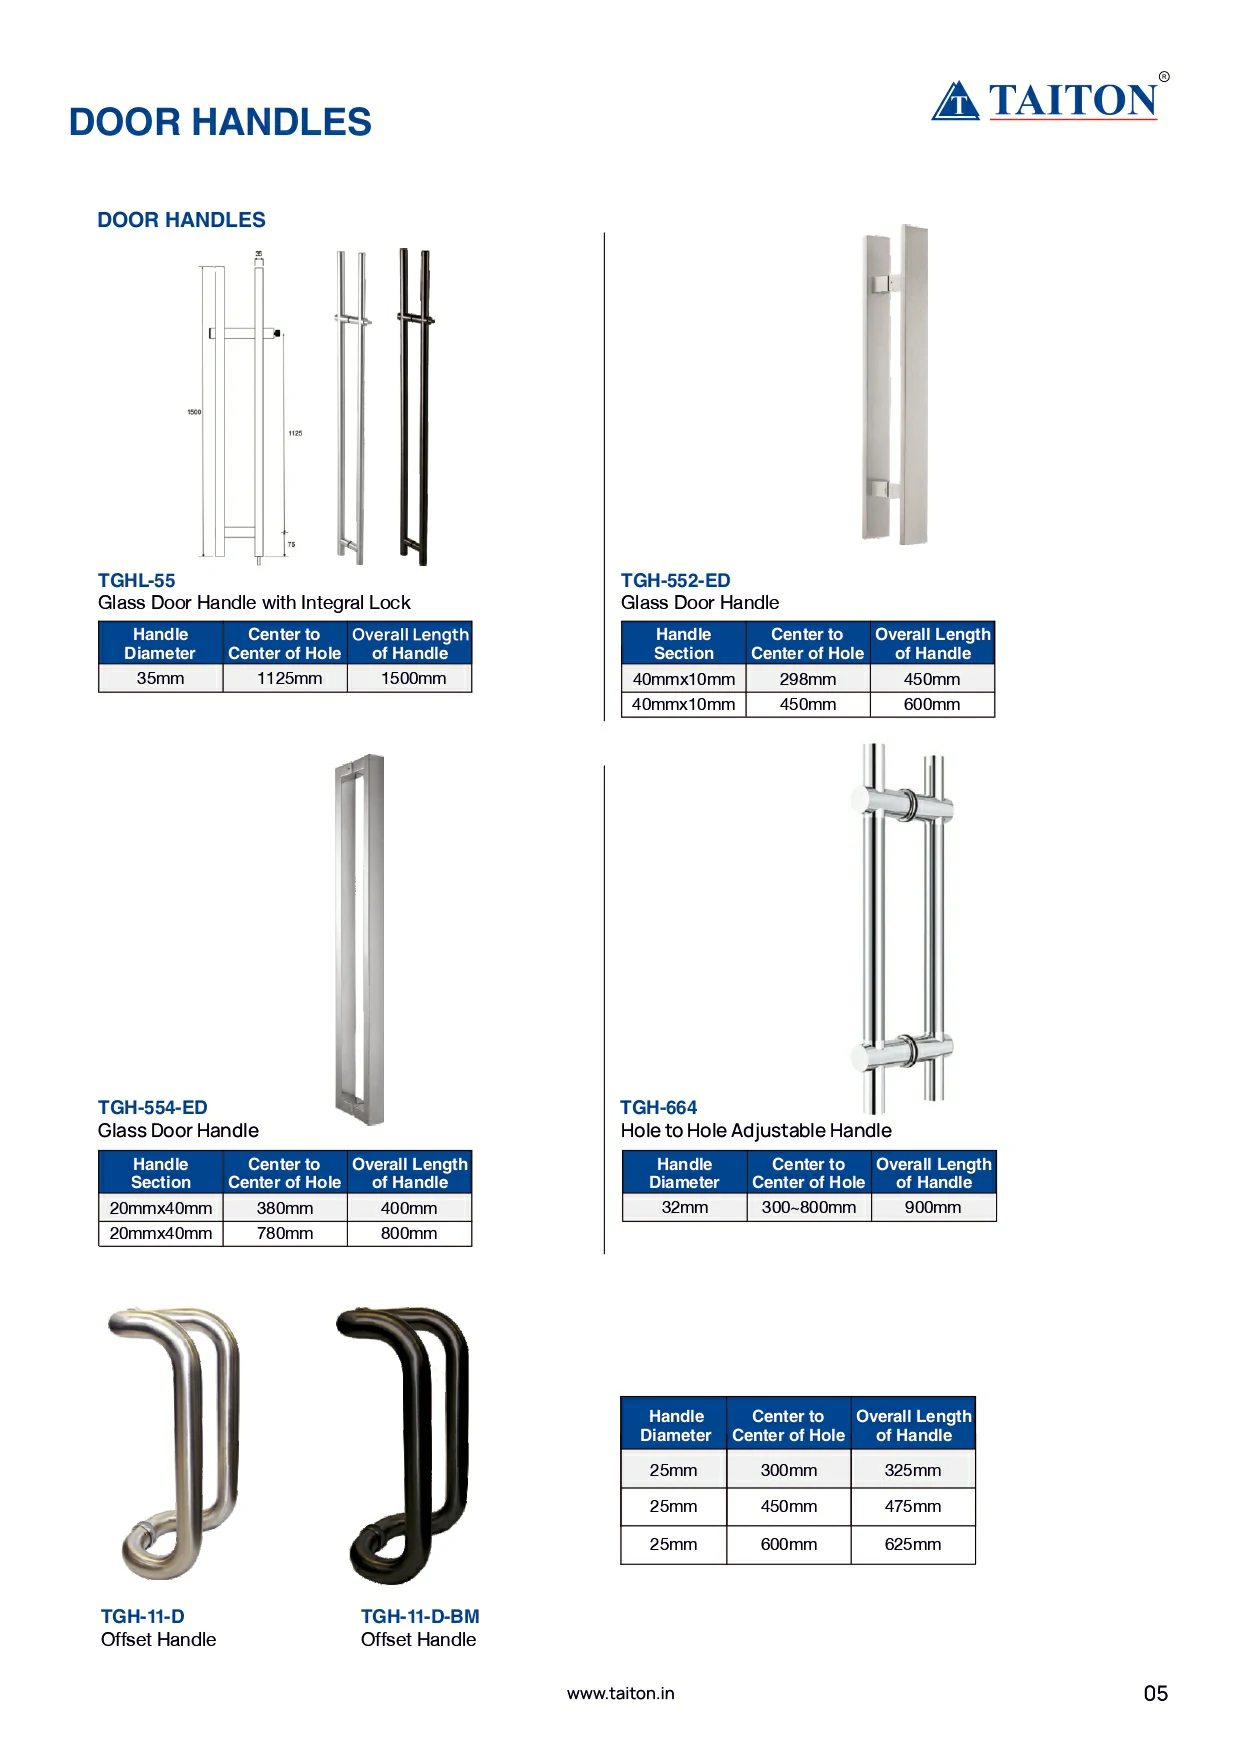 DOOR HANDLES
TAITON
®
DOOR HANDLES
35
1500
1125
75
TGHL-55
Glass Door Handle with Integral Lock
Handle Diameter | Center to Center of Hole | Overall Length of Handle
35mm | 1125mm | 1500mm
TGH-552-ED
Glass Door Handle
Handle Section | Center to Center of Hole | Overall Length of Handle
40mmx10mm | 298mm | 450mm
40mmx10mm | 450mm | 600mm
TGH-554-ED
Glass Door Handle
Handle Section | Center to Center of Hole | Overall Length of Handle
20mmx40mm | 380mm | 400mm
20mmx40mm | 780mm | 800mm
TGH-664
Hole to Hole Adjustable Handle
Handle Diameter | Center to Center of Hole | Overall Length of Handle
32mm | 300~800mm | 900mm
Handle Diameter | Center to Center of Hole | Overall Length of Handle
25mm | 300mm | 325mm
25mm | 450mm | 475mm
25mm | 600mm | 625mm
TGH-11-D
Offset Handle
TGH-11-D-BM
Offset Handle
www.taiton.in
05